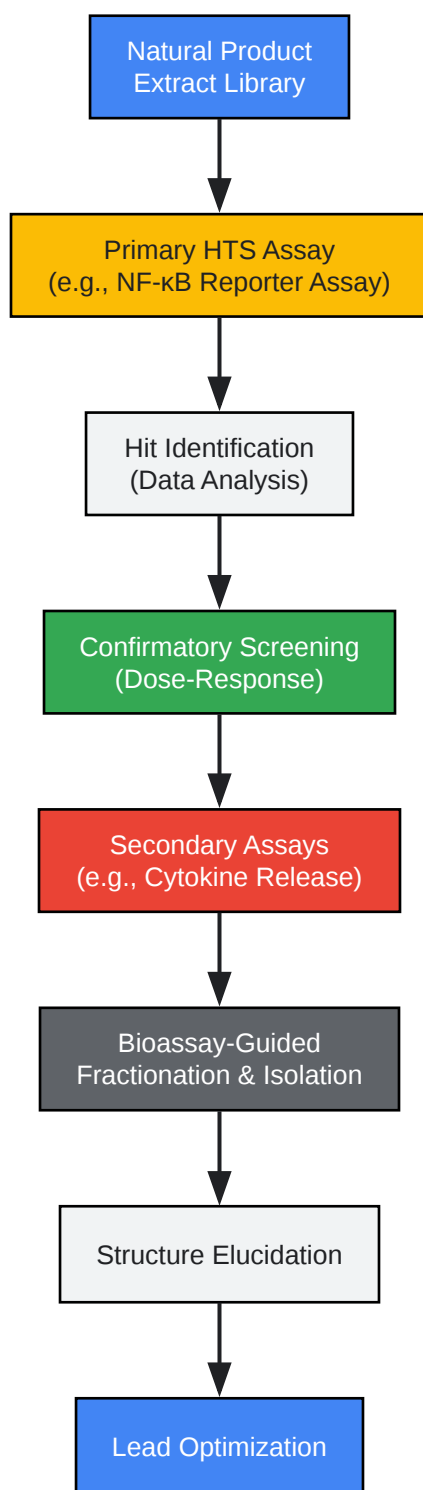 Natural Product
Extract Library
Primary HTS Assay
(e.g., NF-κB Reporter Assay)
Hit Identification
(Data Analysis)
Confirmatory Screening
(Dose-Response)
Secondary Assays
(e.g., Cytokine Release)
Bioassay-Guided
Fractionation & Isolation
Structure Elucidation
Lead Optimization